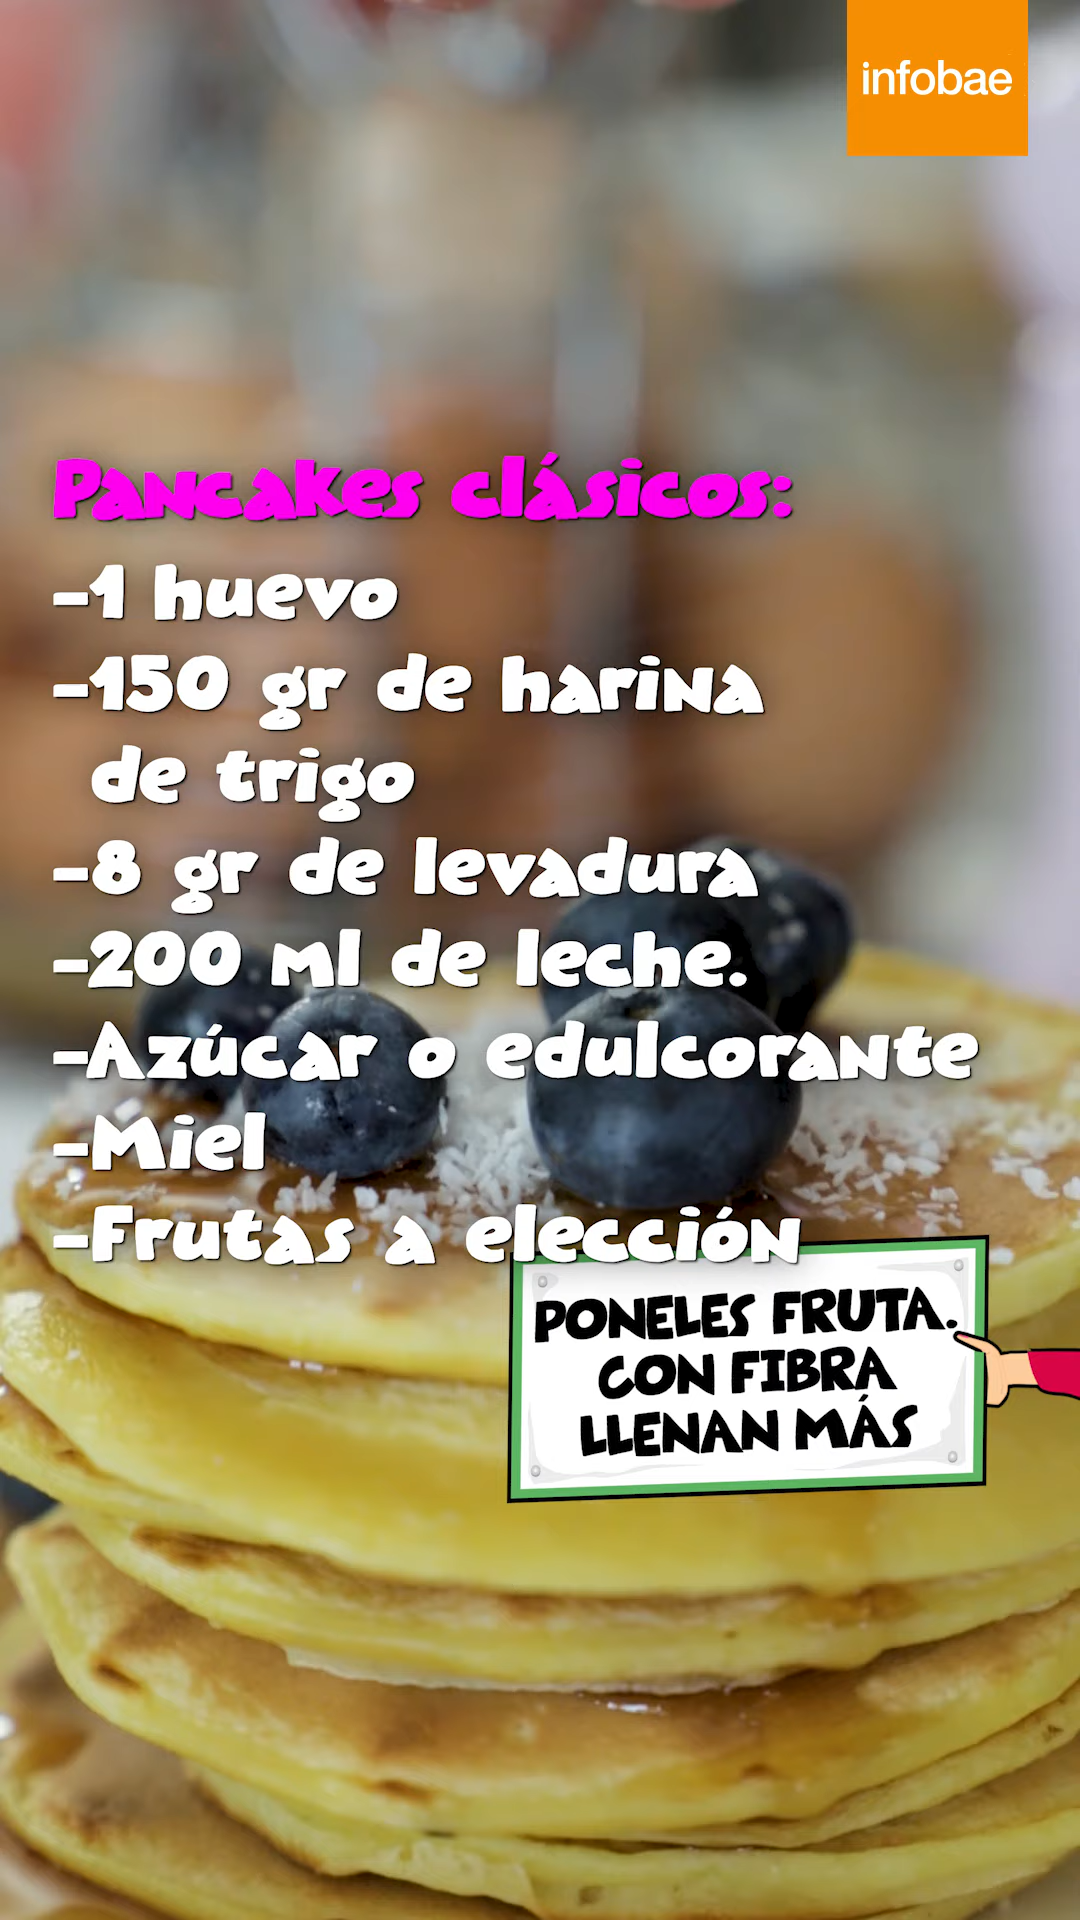 infobae
Pancakes clásicos:
-1 huevo
-150 gr de harina
de trigo
-8 gr de levadura
-200 ml de leche.
-Azúcar o edulcorante
-Miel
-Frutas a elección
PONELES FRUTA.
CON FIBRA
LLENAN MÁS